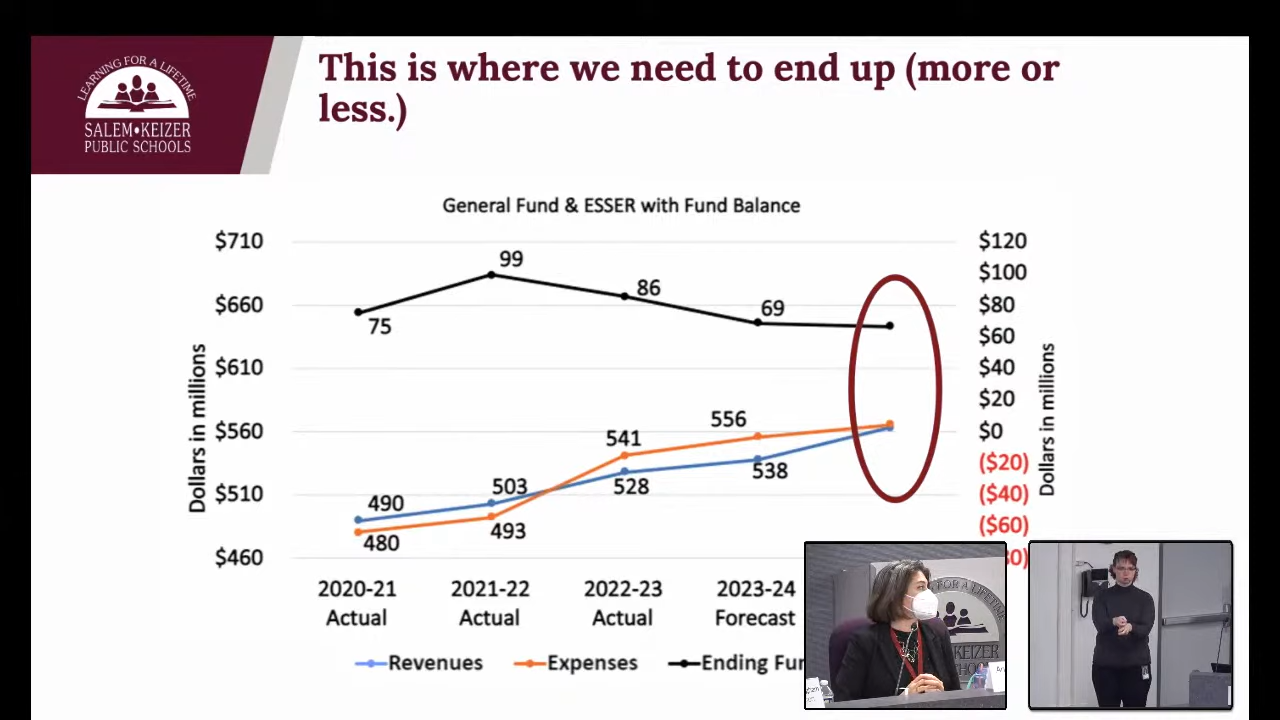 LEARNING FOR A LIFETIME
SALEM•KEIZER
PUBLIC SCHOOLS
This is where we need to end up (more or
less.)
General Fund & ESSER with Fund Balance
$710
$660
$610
$560
$510
$460
Dollars in millions
99
75
86
69
490
480
503
493
541
528
556
538
$120
$100
$80
$60
$40
$20
$0
($20)
($40)
($60)
Dollars in millions
2020-21
Actual
2021-22
Actual
2022-23
Actual
2023-24
Forecast
Revenues
Expenses
Ending Fun